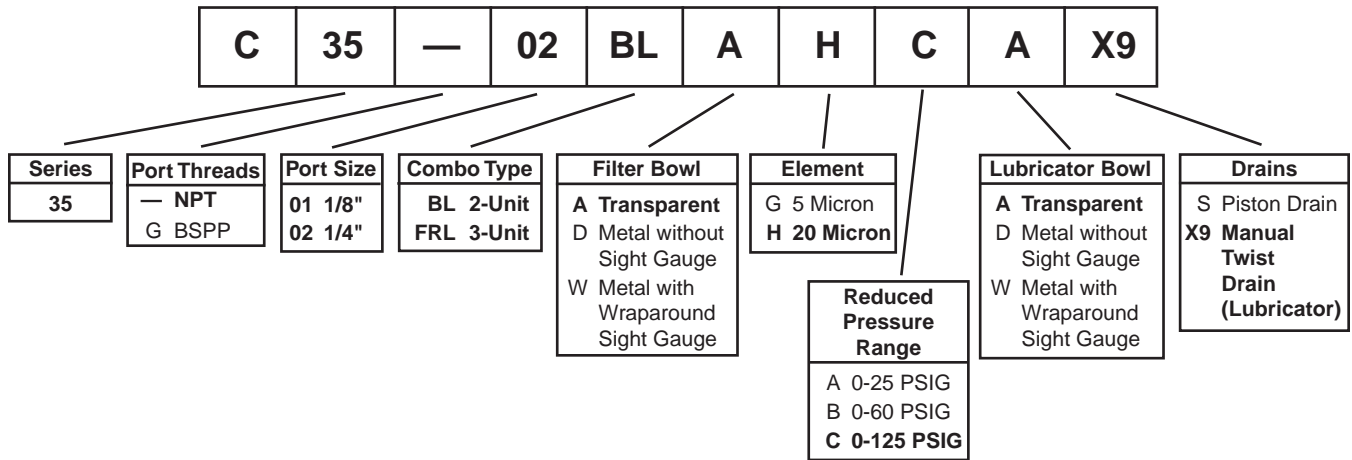 C 35 — 02 BL A H C A X9
Series
35
Port Threads
— NPT
G BSPP
Port Size
01 1/8"
02 1/4"
Combo Type
BL 2-Unit
FRL 3-Unit
Filter Bowl
A Transparent
D Metal without
Sight Gauge
W Metal with
Wraparound
Sight Gauge
Element
G 5 Micron
H 20 Micron
Reduced
Pressure
Range
A 0-25 PSIG
B 0-60 PSIG
C 0-125 PSIG
Lubricator Bowl
A Transparent
D Metal without
Sight Gauge
W Metal with
Wraparound
Sight Gauge
Drains
S Piston Drain
X9 Manual
Twist
Drain
(Lubricator)